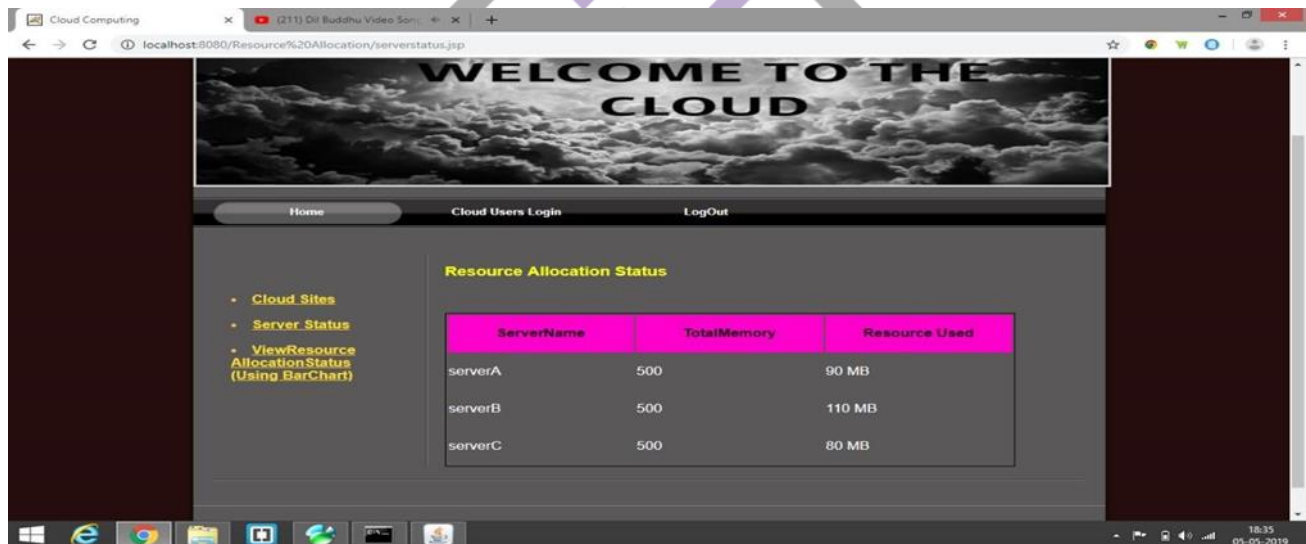 Cloud Computing
(211) Dil Buddhu Video Song
localhost:8080/Resource%20Allocation/serverstatus.jsp
WELCOME TO THE
CLOUD
Home Cloud Users Login LogOut
Resource Allocation Status
• Cloud Sites
• Server Status
• ViewResource
AllocationStatus
(Using BarChart)
ServerName TotalMemory Resource Used
serverA 500 90 MB
serverB 500 110 MB
serverC 500 80 MB
18:35
05-05-2019